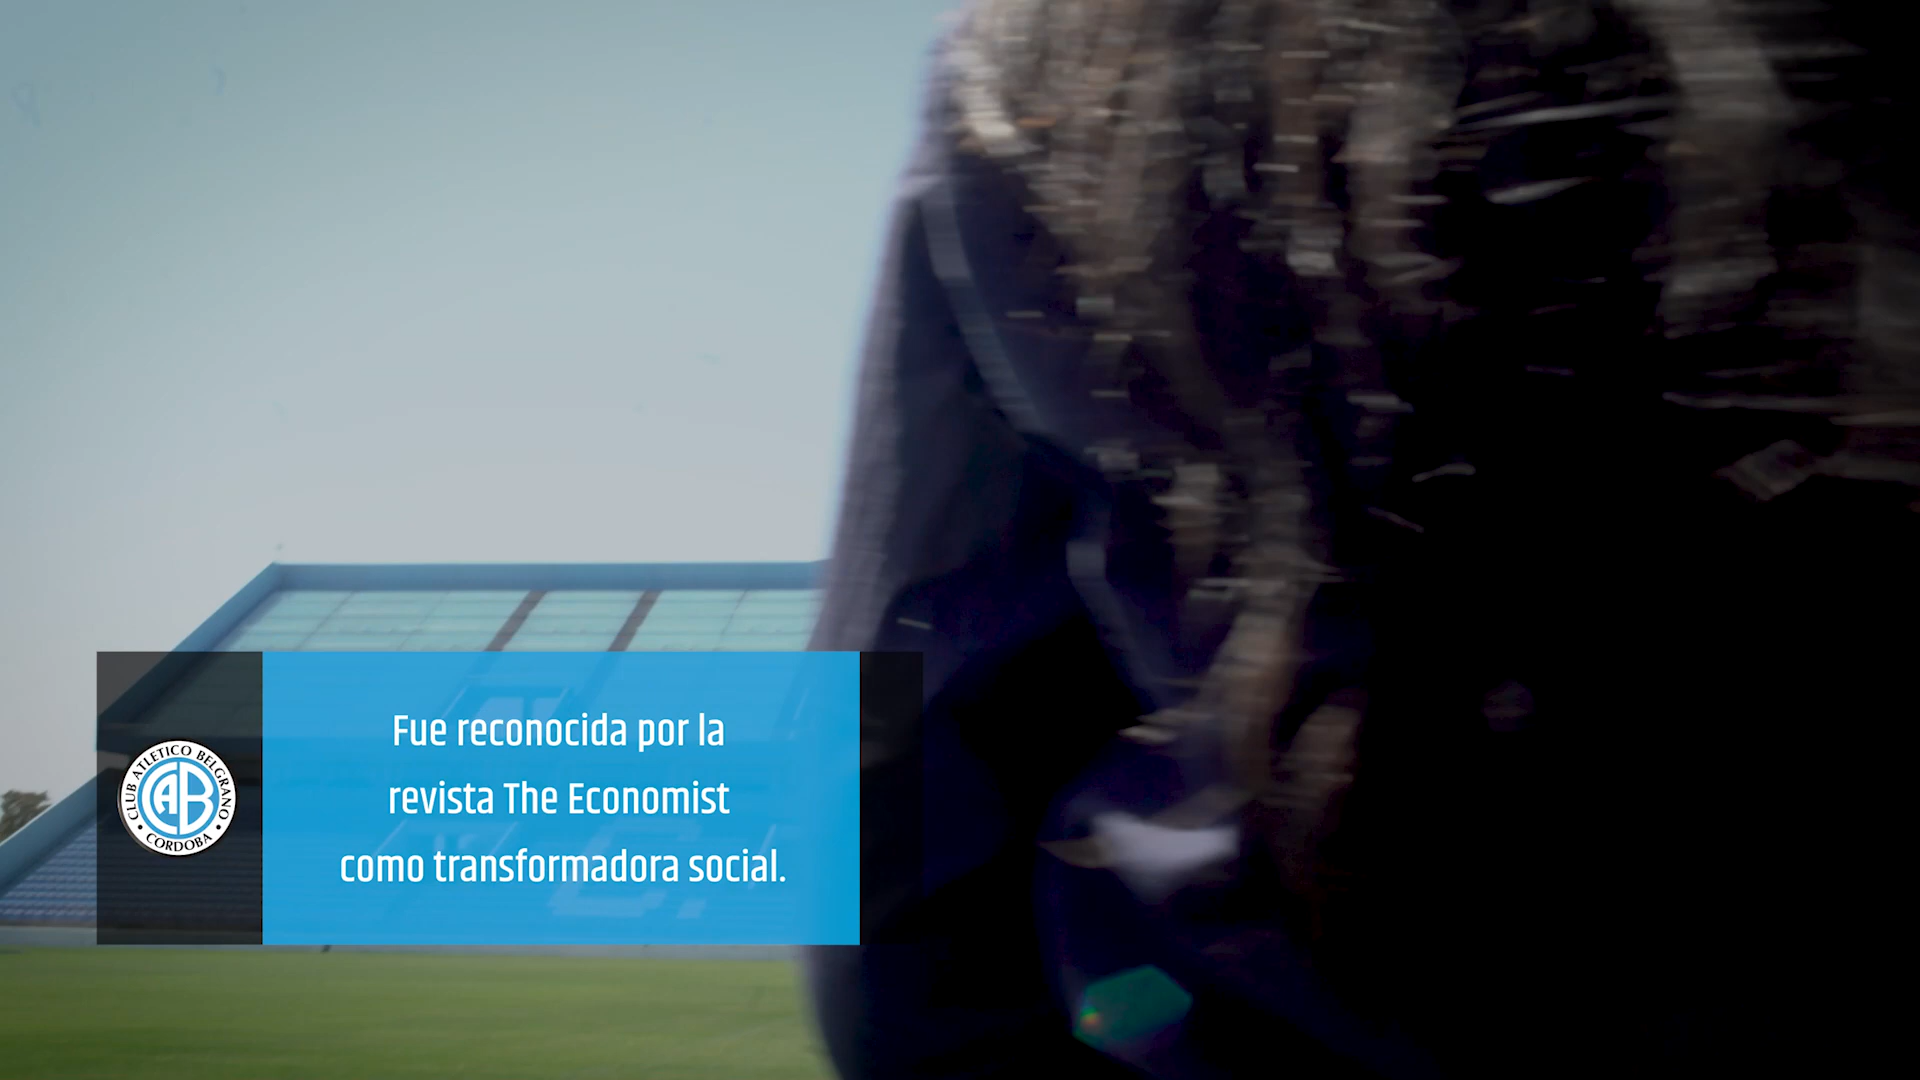 CLUB ATLETICO BELGRANO
CAB
• CORDOBA •
Fue reconocida por la
revista The Economist
como transformadora social.